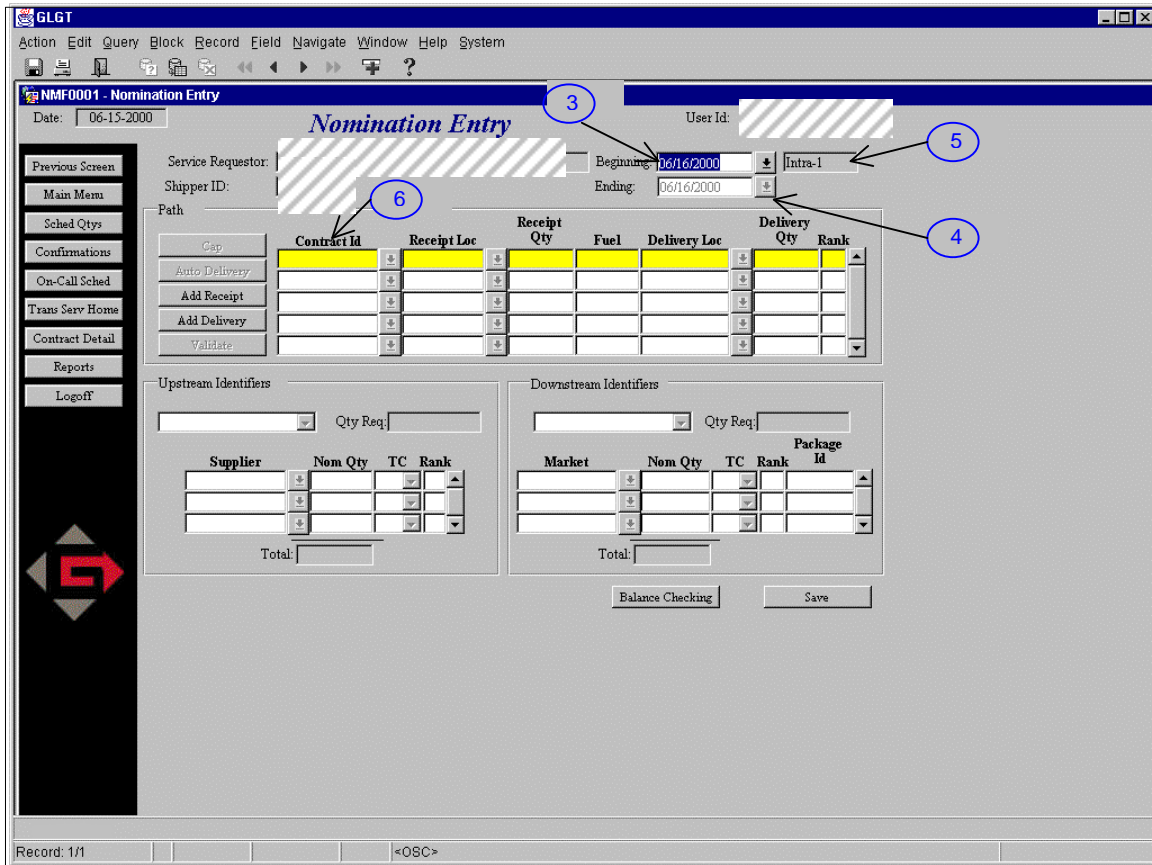 GLGT
Action Edit Query Block Record Field Navigate Window Help System
?
NMF0001 - Nomination Entry
Date: 06-15-2000
Nomination Entry
3
User Id:
5
Previous Screen
Main Menu
Sched Qtys
Confirmations
On-Call Sched
Trans Serv Home
Contract Detail
Reports
Logoff
Service Requestor:
Beginning: 06/16/2000 Intra-1
Shipper ID:
Ending: 06/16/2000
6
4
Path
Contract Id Receipt Loc Receipt Qty Fuel Delivery Loc Delivery Qty Rank
Cap
Auto Delivery
Add Receipt
Add Delivery
Validate
Upstream Identifiers
Qty Req:
Supplier Nom Qty TC Rank
Total:
Downstream Identifiers
Qty Req:
Market Nom Qty TC Rank Package Id
Total:
Balance Checking Save
Record: 1/1 <OSC>